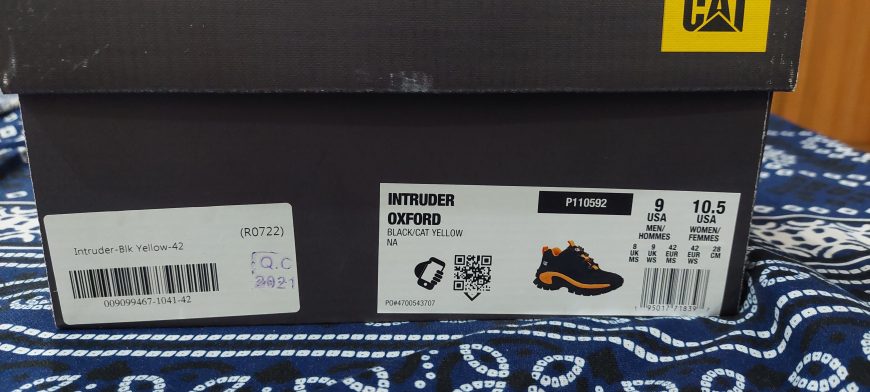 CAT
(R0722)
Intruder-Blk Yellow-42
Q.C
2021
009099467-1041-42
INTRUDER
OXFORD
BLACK/CAT YELLOW
NA
PO#4700543707
P110592
9
USA
MEN/
HOMMES
10.5
USA
WOMEN/
FEMMES
8 9 42 42 28
UK UK EUR EUR CM
MS WS MS WS
95017 71839